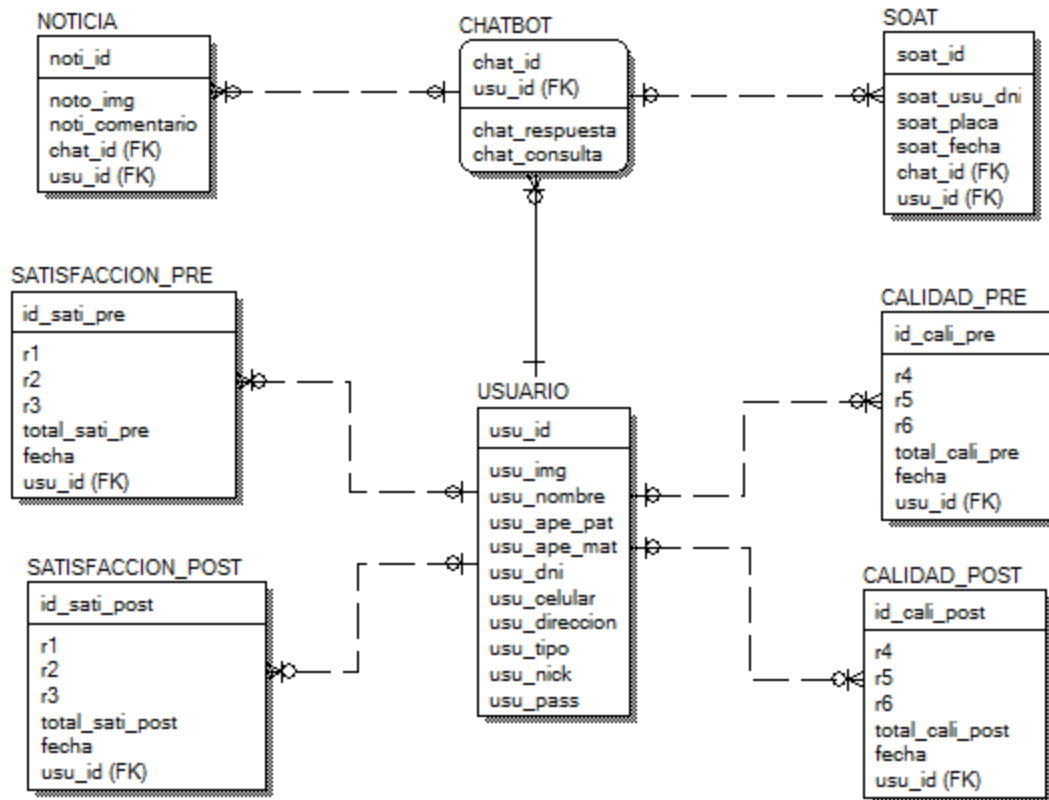 NOTICIA
noti_id
noto_img
noti_comentario
chat_id (FK)
usu_id (FK)
CHATBOT
chat_id
usu_id (FK)
chat_respuesta
chat_consulta
SOAT
soat_id
soat_usu_dni
soat_placa
soat_fecha
chat_id (FK)
usu_id (FK)
SATISFACCION_PRE
id_sati_pre
r1
r2
r3
total_sati_pre
fecha
usu_id (FK)
USUARIO
usu_id
usu_img
usu_nombre
usu_ape_pat
usu_ape_mat
usu_dni
usu_celular
usu_direccion
usu_tipo
usu_nick
usu_pass
CALIDAD_PRE
id_cali_pre
r4
r5
r6
total_cali_pre
fecha
usu_id (FK)
SATISFACCION_POST
id_sati_post
r1
r2
r3
total_sati_post
fecha
usu_id (FK)
CALIDAD_POST
id_cali_post
r4
r5
r6
total_cali_post
fecha
usu_id (FK)